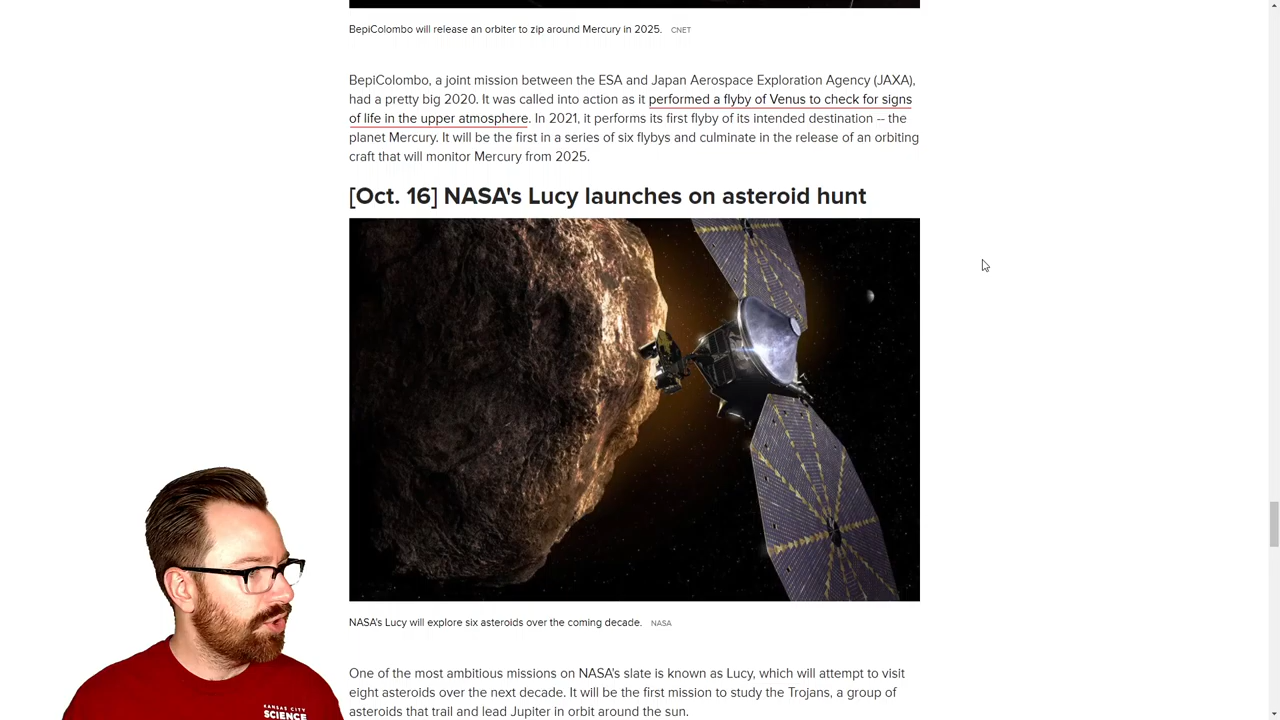 BepiColombo will release an orbiter to zip around Mercury in 2025. CNET
BepiColombo, a joint mission between the ESA and Japan Aerospace Exploration Agency (JAXA),
had a pretty big 2020. It was called into action as it performed a flyby of Venus to check for signs
of life in the upper atmosphere. In 2021, it performs its first flyby of its intended destination -- the
planet Mercury. It will be the first in a series of six flybys and culminate in the release of an orbiting
craft that will monitor Mercury from 2025.
[Oct. 16] NASA's Lucy launches on asteroid hunt
NASA's Lucy will explore six asteroids over the coming decade. NASA
One of the most ambitious missions on NASA's slate is known as Lucy, which will attempt to visit
eight asteroids over the next decade. It will be the first mission to study the Trojans, a group of
asteroids that trail and lead Jupiter in orbit around the sun.
KANSAS CITY
SCIENCE